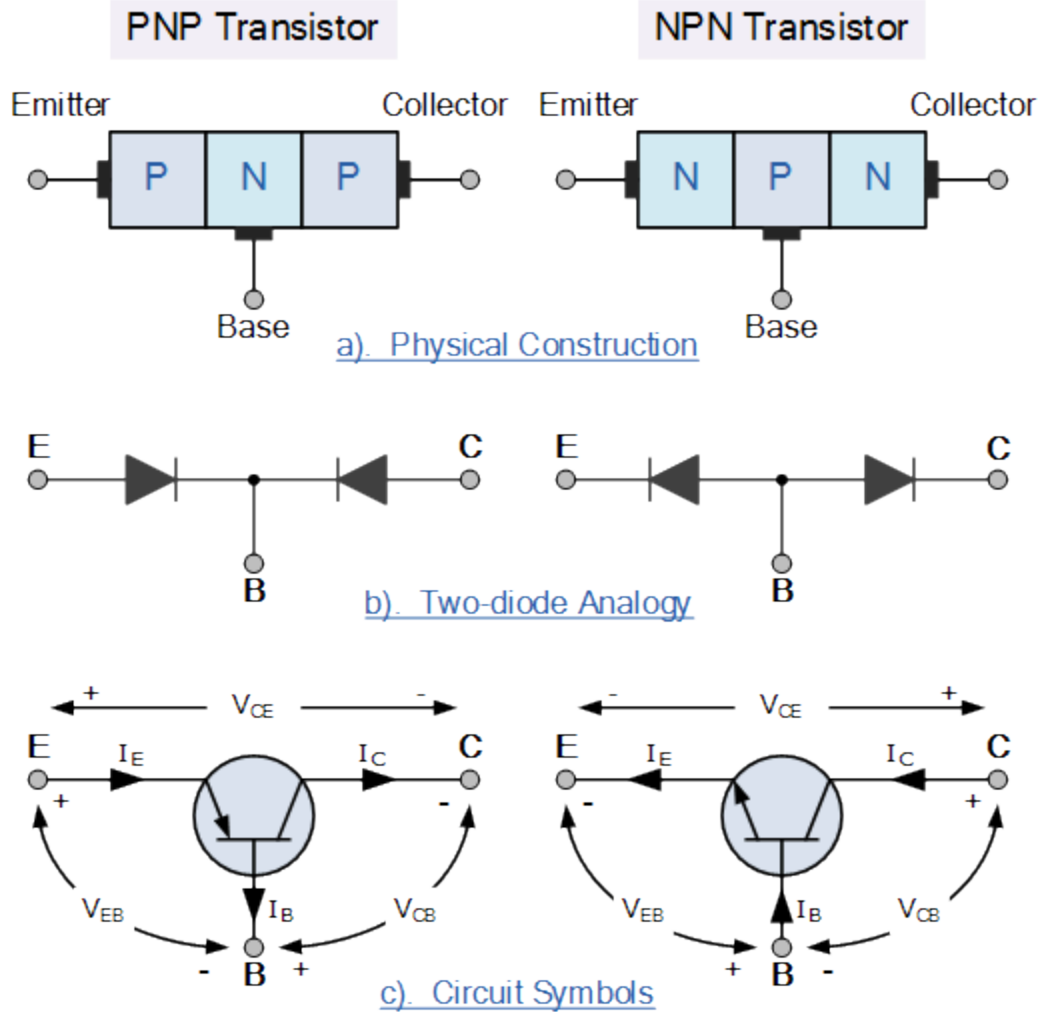 PNP Transistor
NPN Transistor
Emitter
Collector
Emitter
Collector
P
N
P
N
P
N
Base
Base
a). Physical Construction
E
C
E
C
B
B
b). Two-diode Analogy
+
VCE
-
-
VCE
+
E
IE
IC
C
E
IE
IC
C
+
-
-
+
VEB
IB
VCB
VEB
IB
VCB
-
B
+
+
B
-
c). Circuit Symbols